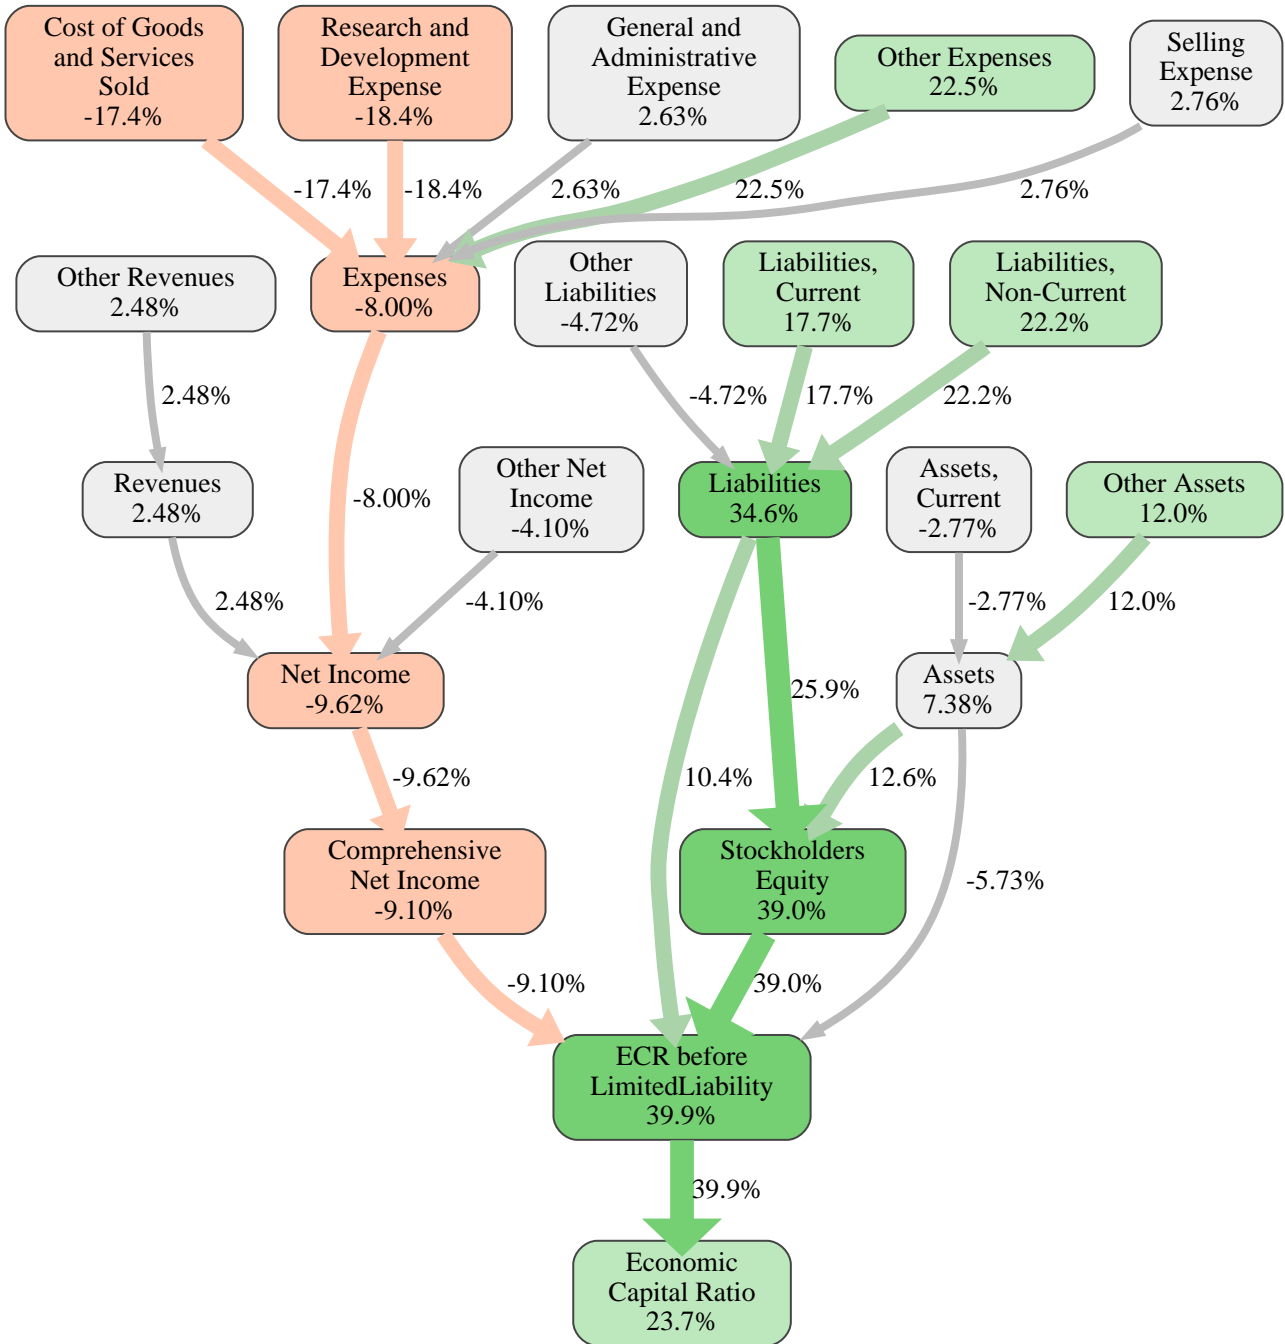 Cost of Goods
and Services
Sold
-17.4%
Research and
Development
Expense
-18.4%
General and
Administrative
Expense
2.63%
Other Expenses
22.5%
Selling
Expense
2.76%
-17.4%
-18.4%
2.63%
22.5%
2.76%
Other Revenues
2.48%
Expenses
-8.00%
Other
Liabilities
-4.72%
Liabilities,
Current
17.7%
Liabilities,
Non-Current
22.2%
2.48%
-4.72%
17.7%
22.2%
Revenues
2.48%
-8.00%
Other Net
Income
-4.10%
Liabilities
34.6%
Assets,
Current
-2.77%
Other Assets
12.0%
2.48%
-4.10%
-2.77%
12.0%
Net Income
-9.62%
25.9%
Assets
7.38%
-9.62%
10.4%
12.6%
Comprehensive
Net Income
-9.10%
Stockholders
Equity
39.0%
-5.73%
-9.10%
39.0%
ECR before
LimitedLiability
39.9%
39.9%
Economic
Capital Ratio
23.7%